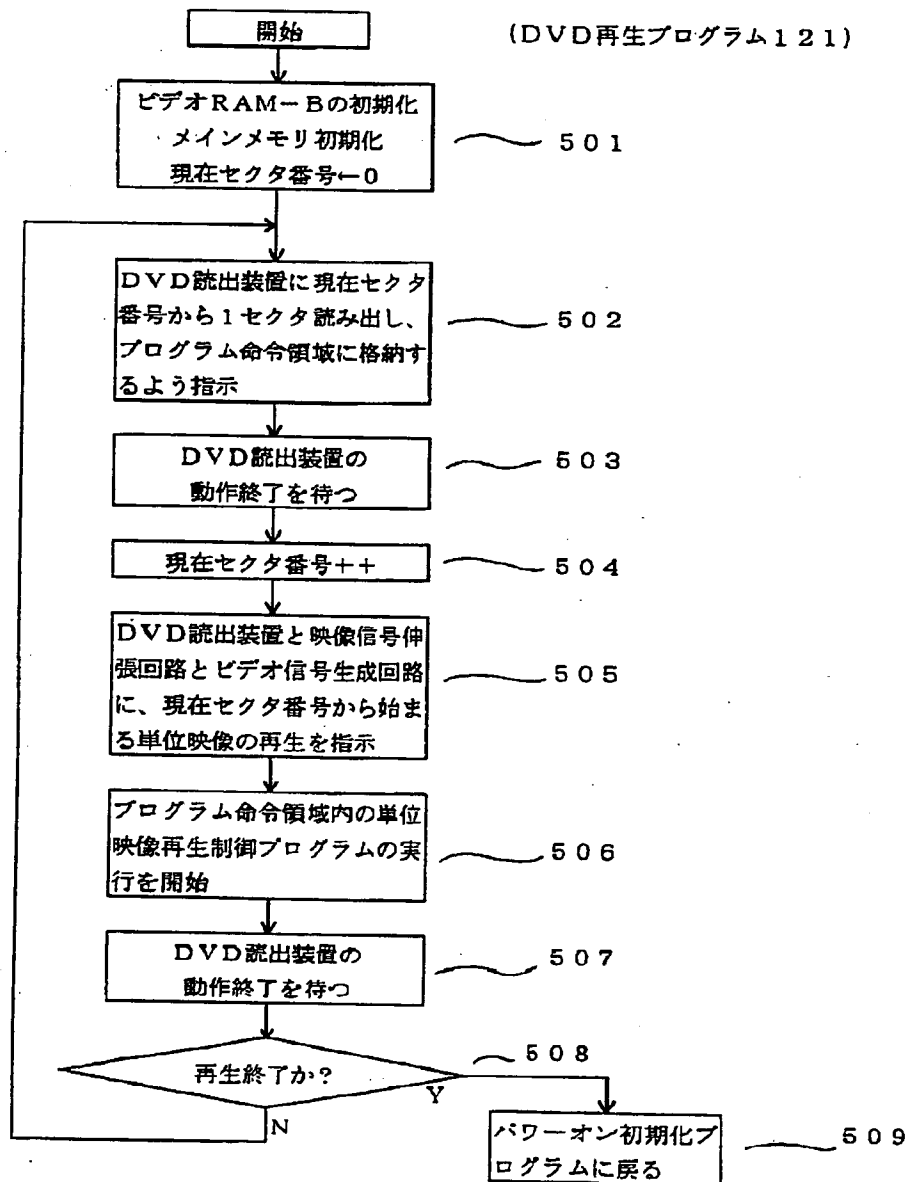 開始
(DVD再生プログラム121)
ビデオRAM-Bの初期化
メインメモリ初期化
現在セクタ番号←0
501
DVD読出装置に現在セクタ
番号から1セクタ読み出し、
プログラム命令領域に格納す
るよう指示
502
DVD読出装置の
動作終了を待つ
503
現在セクタ番号++
504
DVD読出装置と映像信号伸
張回路とビデオ信号生成回路
に、現在セクタ番号から始ま
る単位映像の再生を指示
505
プログラム命令領域内の単位
映像再生制御プログラムの実
行を開始
506
DVD読出装置の
動作終了を待つ
507
再生終了か?
508
Y
N
パワーオン初期化プ
ログラムに戻る
509